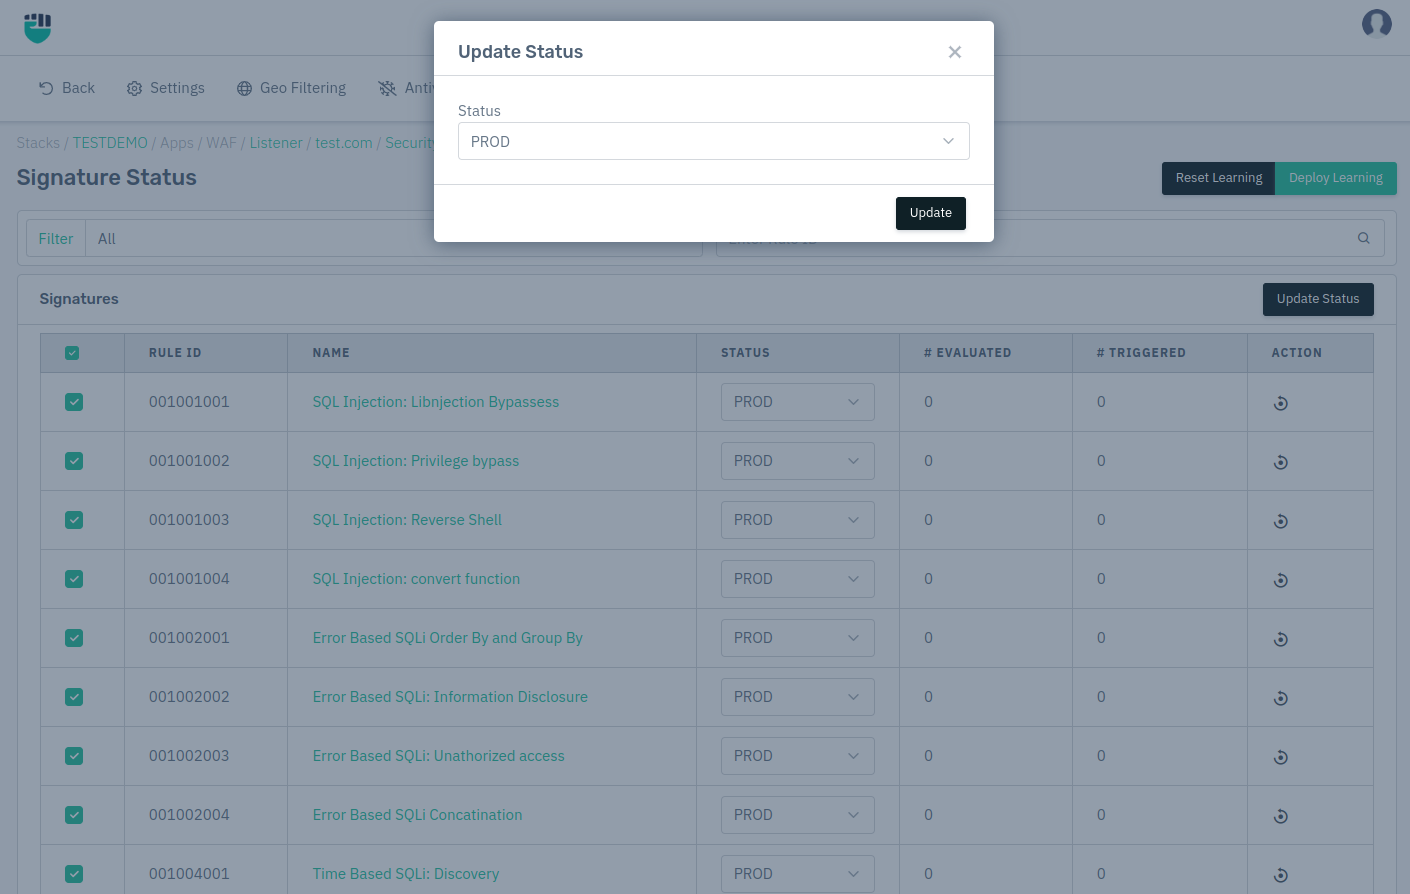 Update Status
Back
Settings
Geo Filtering
Status
PROD
Stacks / TESTDEMO / Apps / WAF / Listener / test.com /
Signature Status
Reset Learning
Deploy Learning
Update
Filter
All
Signatures
Update Status
RULE ID NAME STATUS # EVALUATED # TRIGGERED ACTION
001001001 SQL Injection: Libnjection Bypassess PROD 0 0
001001002 SQL Injection: Privilege bypass PROD 0 0
001001003 SQL Injection: Reverse Shell PROD 0 0
001001004 SQL Injection: convert function PROD 0 0
001002001 Error Based SQLi Order By and Group By PROD 0 0
001002002 Error Based SQLi: Information Disclosure PROD 0 0
001002003 Error Based SQLi: Unathorized access PROD 0 0
001002004 Error Based SQLi Concatination PROD 0 0
001004001 Time Based SQLi: Discovery PROD 0 0